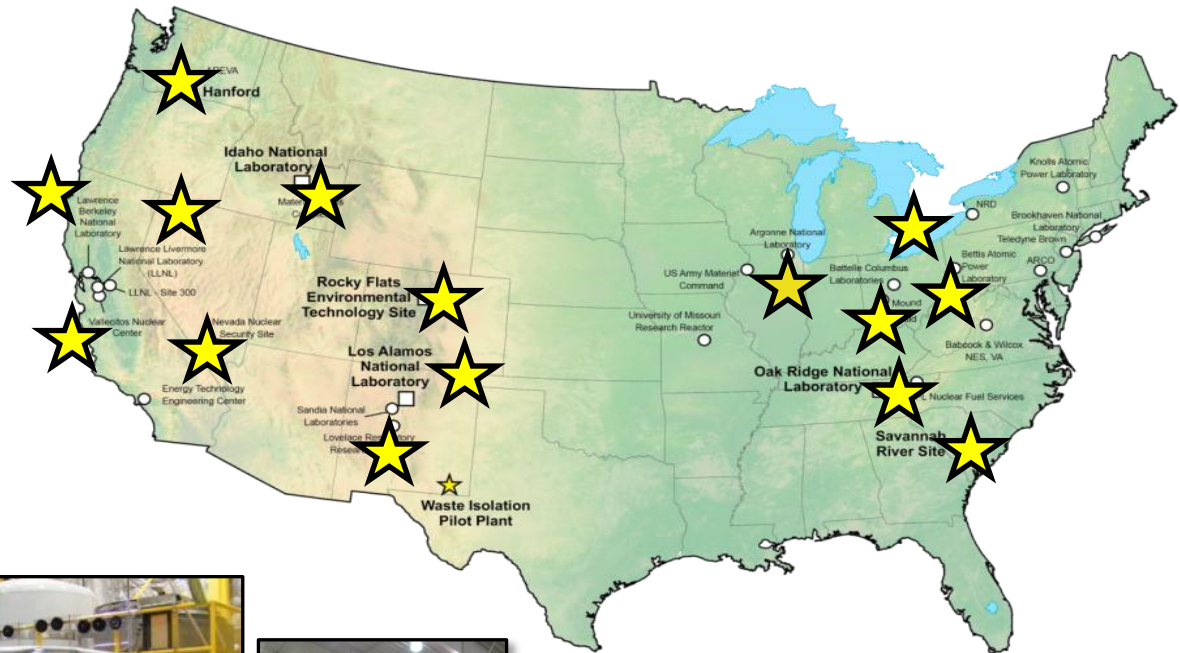 AREVA
Hanford
Idaho National
Laboratory
Lawrence
Berkeley
National
Laboratory
Lawrence Livermore
National Laboratory
(LLNL)
LLNL - Site 300
Vallecitos Nuclear
Center
Nevada Nuclear
Security Site
Energy Technology
Engineering Center
Rocky Flats
Environmental
Technology Site
Los Alamos
National
Laboratory
Sandia National
Laboratories
Lovelace
Waste Isolation
Pilot Plant
University of Missouri
Research Reactor
US Army Materiel
Command
Argonne National
Laboratory
Battelle Columbus
Laboratories
Mound
Oak Ridge National
Laboratory
Nuclear Fuel Services
Savannah
River Site
Babcock & Wilcox
NES, VA
Bettis Atomic
Power
Laboratory
ARCO
Teledyne Brown
Brookhaven National
Laboratory
NRD
Knolls Atomic
Power Laboratory